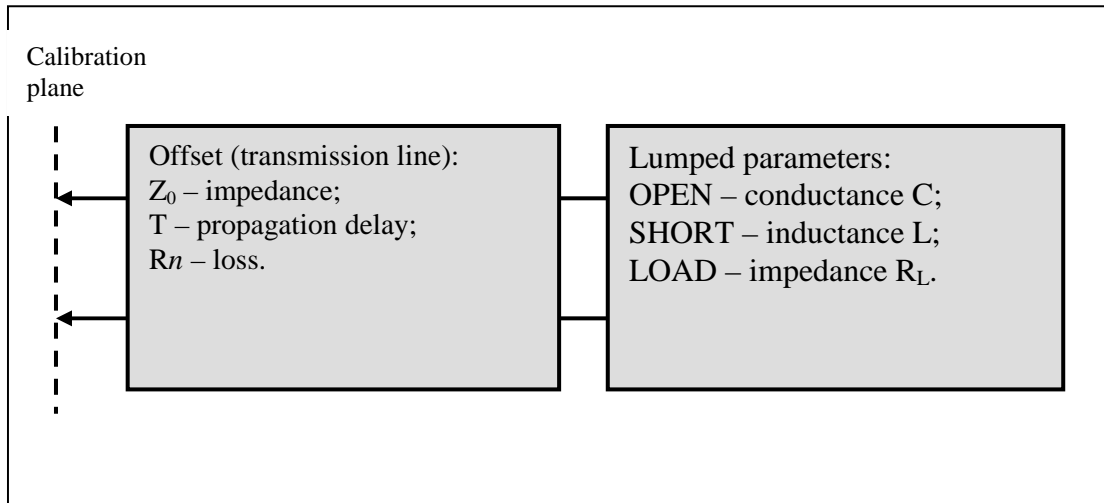 Calibration
plane
Offset (transmission line):
Z₀ – impedance;
T – propagation delay;
Rn – loss.
Lumped parameters:
OPEN – conductance C;
SHORT – inductance L;
LOAD – impedance R_L.